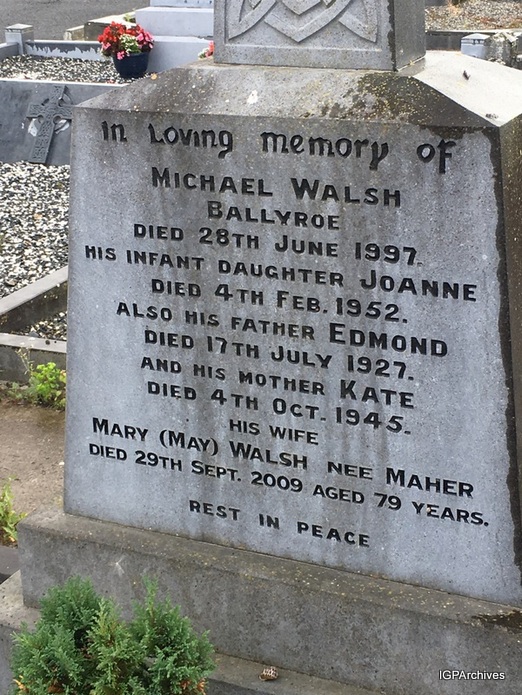 In Loving memory of
MICHAEL WALSH
BALLYROE
DIED 28TH JUNE 1997.
HIS INFANT DAUGHTER JOANNE
DIED 4TH FEB. 1952.
ALSO HIS FATHER EDMOND
DIED 17TH JULY 1927.
AND HIS MOTHER KATE
DIED 4TH OCT. 1945.
HIS WIFE
MARY (MAY) WALSH NEE MAHER
DIED 29TH SEPT. 2009 AGED 79 YEARS.
REST IN PEACE
IGPArchives